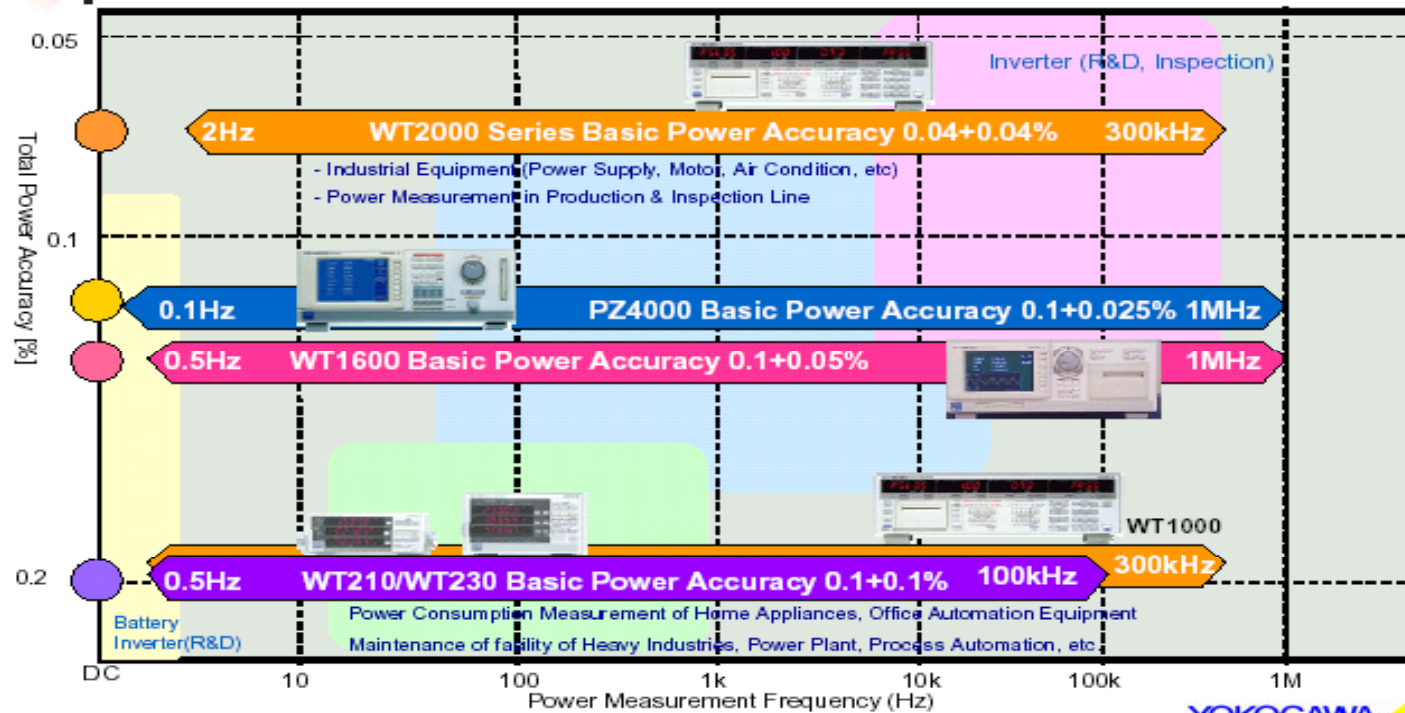 0.05
Inverter (R&D, Inspection)
2Hz WT2000 Series Basic Power Accuracy 0.04+0.04% 300kHz
- Industrial Equipment (Power Supply, Motor, Air Condition, etc)
- Power Measurement in Production & Inspection Line
0.1
Total Power Accuracy [%]
0.1Hz PZ4000 Basic Power Accuracy 0.1+0.025% 1MHz
0.5Hz WT1600 Basic Power Accuracy 0.1+0.05% 1MHz
WT1000
300kHz
0.2
0.5Hz WT210/WT230 Basic Power Accuracy 0.1+0.1% 100kHz
Power Consumption Measurement of Home Appliances, Office Automation Equipment
Maintenance of facility of Heavy Industries, Power Plant, Process Automation, etc.
Battery
Inverter(R&D)
DC 10 100 1k 10k 100k 1M
Power Measurement Frequency (Hz)
YOKOGAWA